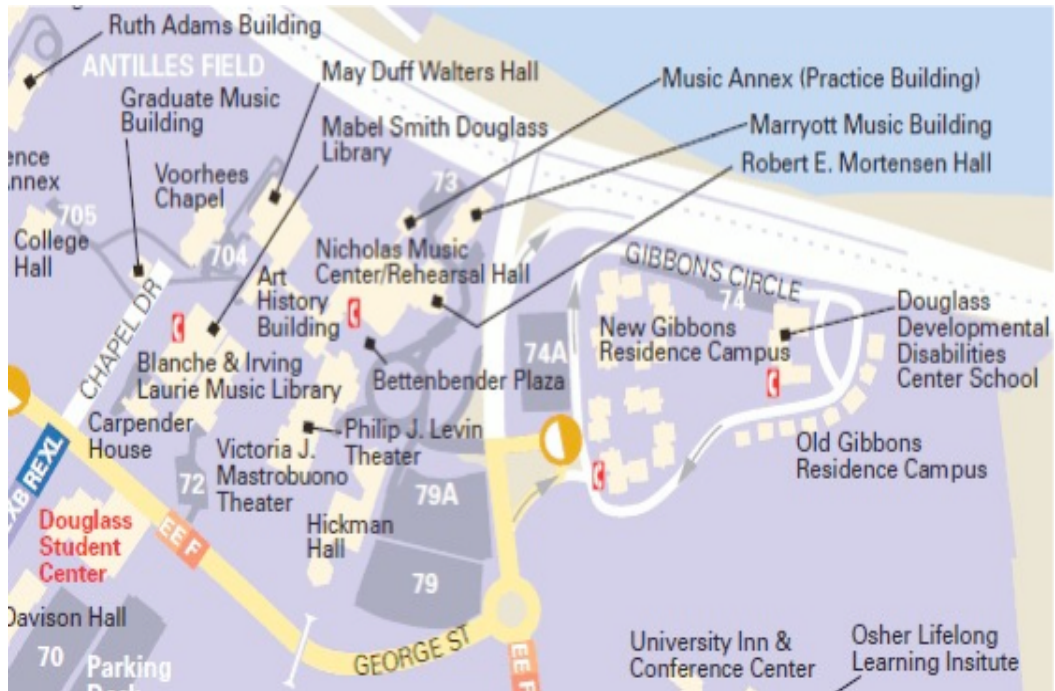 Ruth Adams Building
ANTILLES FIELD
May Duff Walters Hall
Music Annex (Practice Building)
Graduate Music
Building
Mabel Smith Douglass
Library
Marryott Music Building
Robert E. Mortensen Hall
ence
Annex
Voorhees
Chapel
73
705
College
Hall
704
Nicholas Music
Center/Rehearsal Hall
GIBBONS CIRCLE
74
Art
History
Building
CHAPEL DR
New Gibbons
Residence Campus
Douglass
Developmental
Disabilities
Center School
74A
Blanche & Irving
Laurie Music Library
Bettenbender Plaza
Carpender
House
Victoria J.
Mastrobuono
Theater
Philip J. Levin
Theater
Old Gibbons
Residence Campus
REXL
XB
72
79A
Douglass
Student
Center
EE F
Hickman
Hall
79
Davison Hall
70
Parking
GEORGE ST
EE F
University Inn &
Conference Center
Osher Lifelong
Learning Insitute